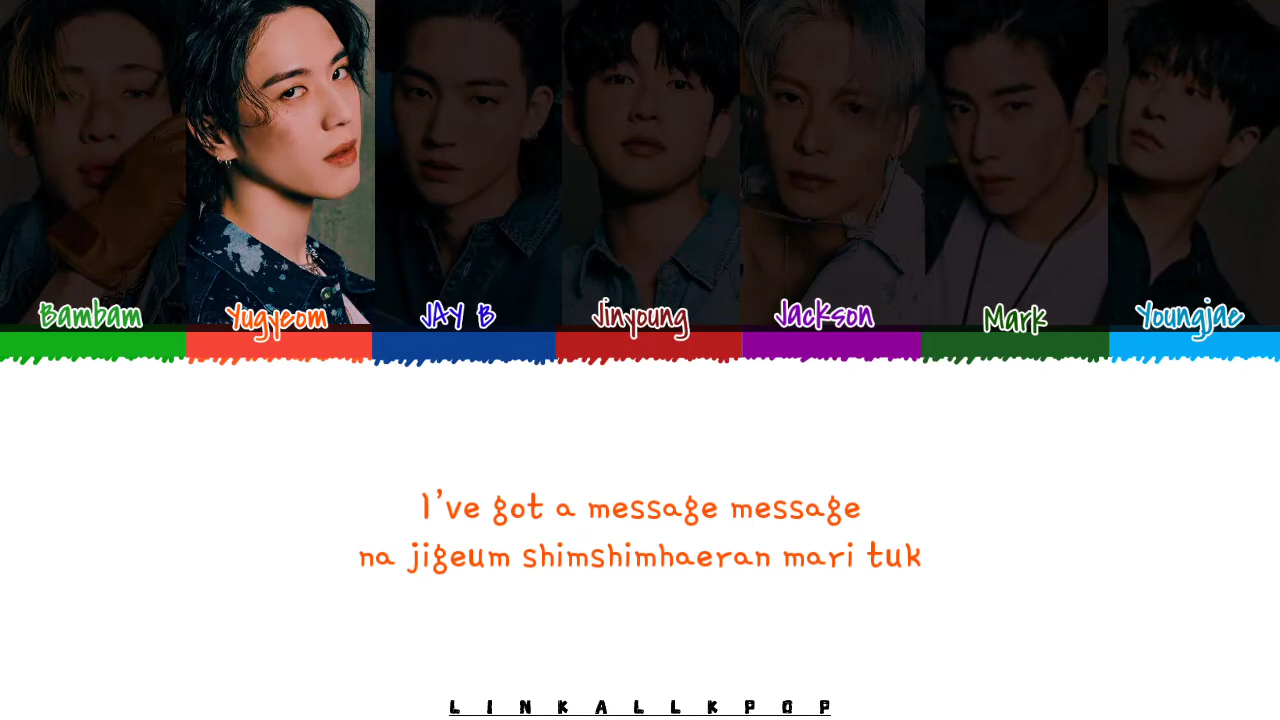 Bambam Yugyeom JAY B Jinyoung Jackson Mark Youngjae
I've got a message message
na jigeum shimshimhaeran mari tuk
LINKALLKPOP